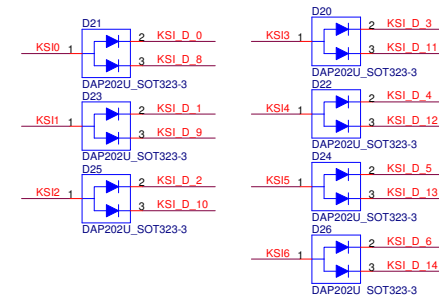 D21
KSI0 1 2 KSI_D_0
3 KSI_D_8
DAP202U_SOT323-3
D23
KSI1 1 2 KSI_D_1
3 KSI_D_9
DAP202U_SOT323-3
D25
KSI2 1 2 KSI_D_2
3 KSI_D_10
DAP202U_SOT323-3
D20
KSI3 1 2 KSI_D_3
3 KSI_D_11
DAP202U_SOT323-3
D22
KSI4 1 2 KSI_D_4
3 KSI_D_12
DAP202U_SOT323-3
D24
KSI5 1 2 KSI_D_5
3 KSI_D_13
DAP202U_SOT323-3
D26
KSI6 1 2 KSI_D_6
3 KSI_D_14
DAP202U_SOT323-3